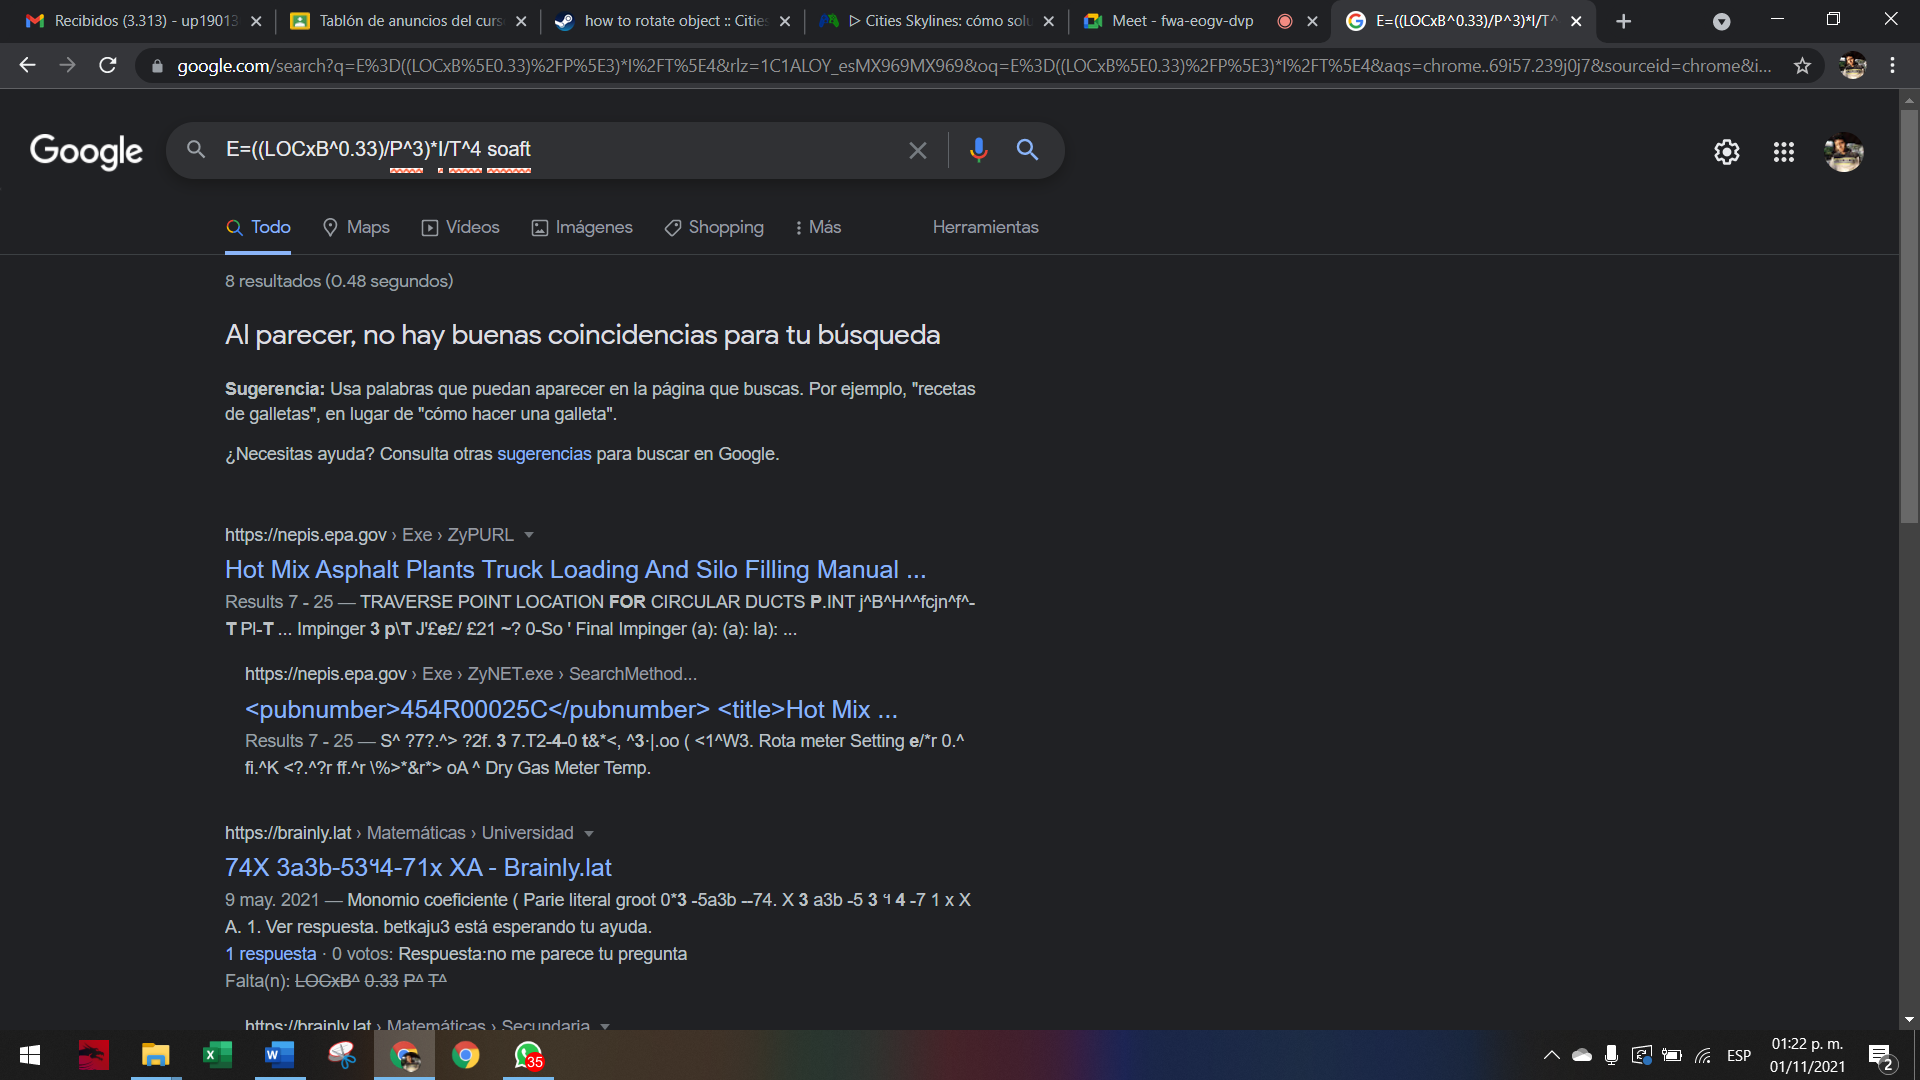 Recibidos (3.313) - up19013
Tablón de anuncios del curs
how to rotate object :: Cities
▷ Cities Skylines: cómo solu
Meet - fwa-eogv-dvp
E=((LOCxB^0.33)/P^3)*I/T^
google.com/search?q=E%3D((LOCxB%5E0.33)%2FP%5E3)*I%2FT%5E4&rlz=1C1ALOY_esMX969MX969&oq=E%3D((LOCxB%5E0.33)%2FP%5E3)*I%2FT%5E4&aqs=chrome..69i57.239j0j7&sourceid=chrome&i...
Google
E=((LOCxB^0.33)/P^3)*I/T^4 soaft
Todo Maps Videos Imágenes Shopping Más Herramientas
8 resultados (0.48 segundos)
Al parecer, no hay buenas coincidencias para tu búsqueda
Sugerencia: Usa palabras que puedan aparecer en la página que buscas. Por ejemplo, "recetas
de galletas", en lugar de "cómo hacer una galleta".
¿Necesitas ayuda? Consulta otras sugerencias para buscar en Google.
https://nepis.epa.gov › Exe › ZyPURL
Hot Mix Asphalt Plants Truck Loading And Silo Filling Manual ...
Results 7 - 25 — TRAVERSE POINT LOCATION FOR CIRCULAR DUCTS P.INT j^B^H^^fcjn^f^-
T Pl-T ... Impinger 3 p\T J'£e£/ £21 ~? 0-So ' Final Impinger (a): (a): la): ...
https://nepis.epa.gov › Exe › ZyNET.exe › SearchMethod...
<pubnumber>454R00025C</pubnumber> <title>Hot Mix ...
Results 7 - 25 — S^ ?7?.^> ?2f. 3 7.T2-4-0 t&*<, ^3·|.oo ( <1^W3. Rota meter Setting e/*r 0.^
fi.^K <?.^?r ff.^r \%>*&r*> oA ^ Dry Gas Meter Temp.
https://brainly.lat › Matemáticas › Universidad
74X 3a3b-53૧4-71x XA - Brainly.lat
9 may. 2021 — Monomio coeficiente ( Parie literal groot 0*3 -5a3b --74. X 3 a3b -5 3 ૧ 4 -7 1 x X
A. 1. Ver respuesta. betkaju3 está esperando tu ayuda.
1 respuesta · 0 votos: Respuesta:no me parece tu pregunta
Falta(n): LOCxB^ 0.33 P^ T^
https://brainly.lat › Matemáticas › Secundaria
35
ESP
01:22 p. m.
01/11/2021
2